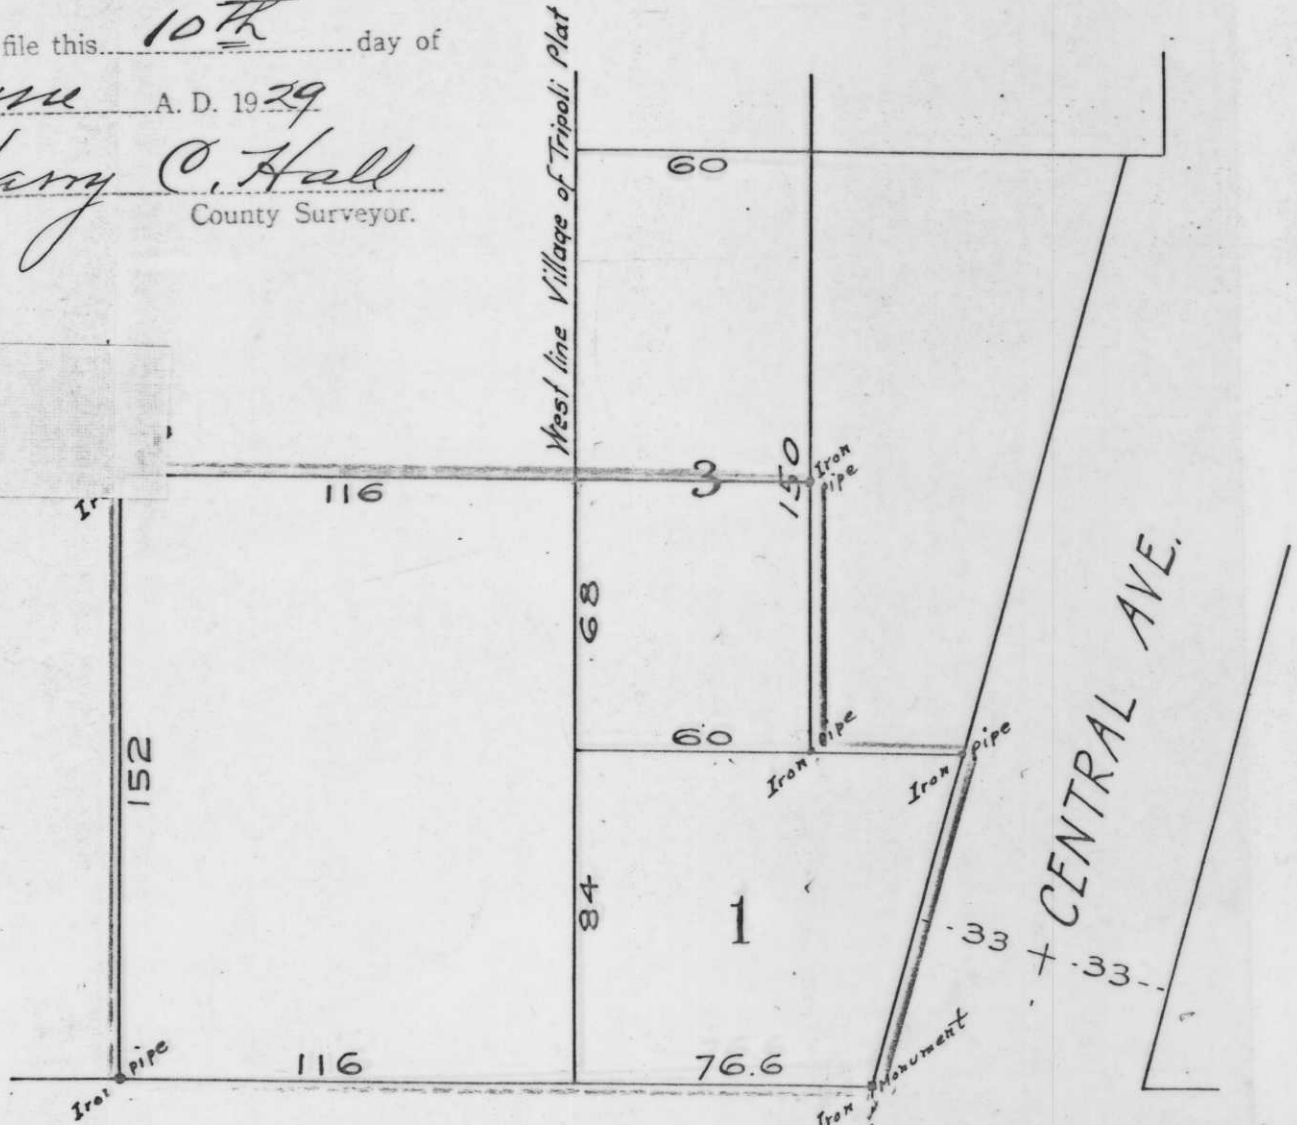 file this 10th day of
A. D. 1929
C. Hall
County Surveyor.
West line Village of Tripoli Plat
60
116
3
150
Iron
pipe
68
152
60
pipe
Iron
Iron pipe
CENTRAL AVE.
84
1
33 33
pipe
116
76.6
Monument
Iron